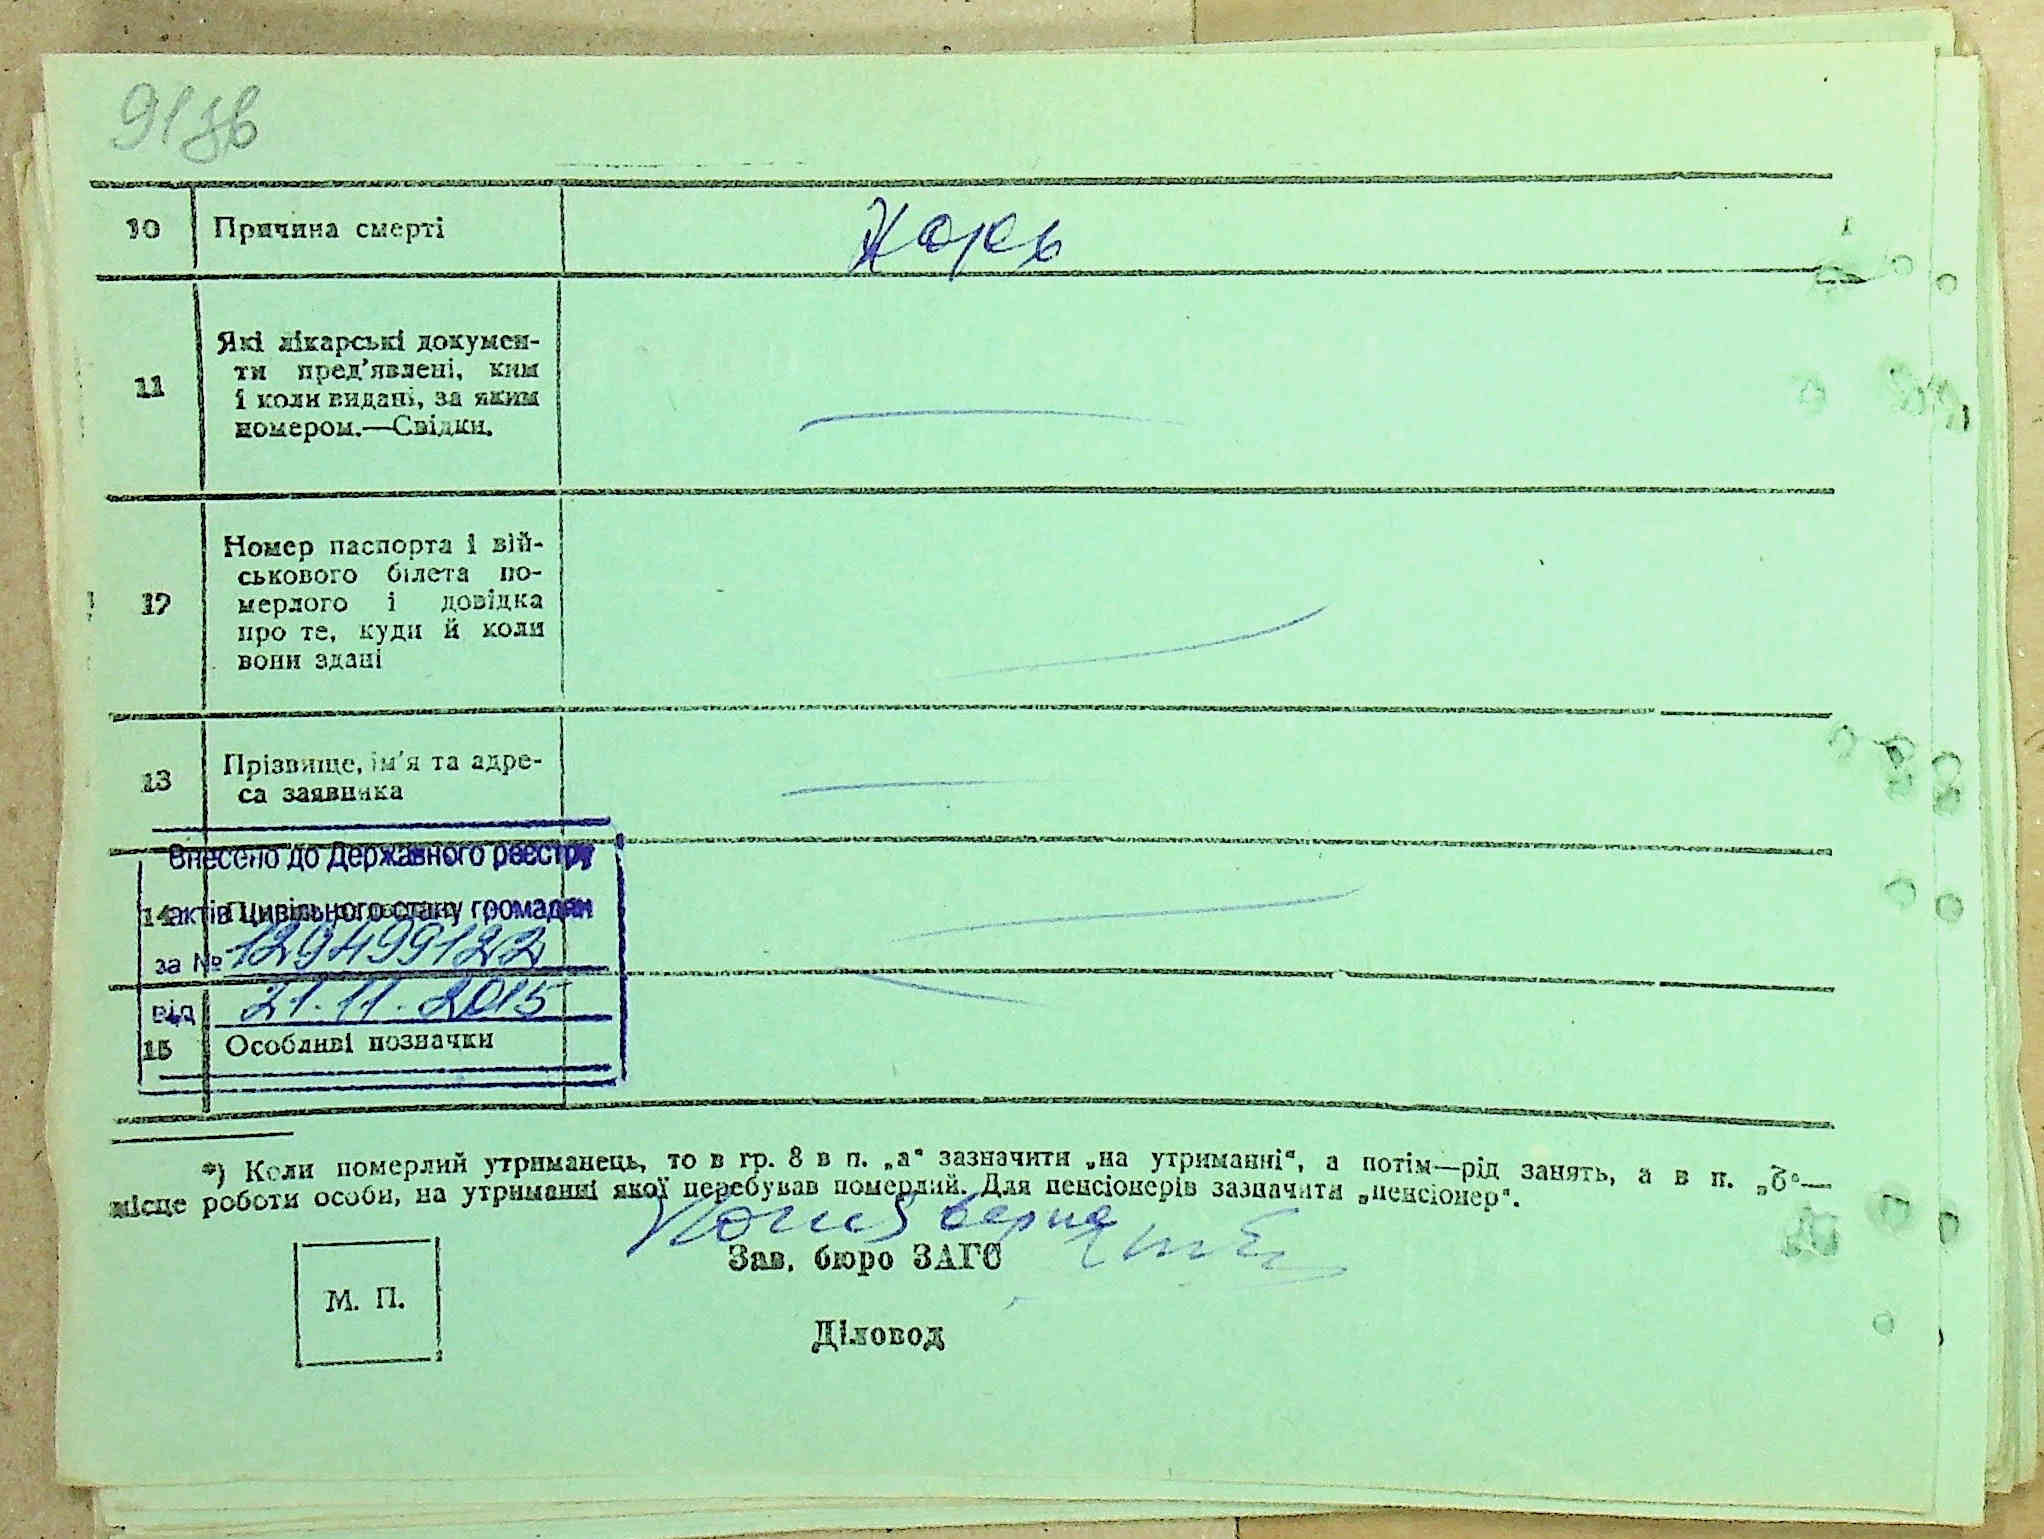 91 зв
10 Причина смерті
Корь
11 Які лікарські докумен-
ти пред'явлені, ким
і коли видані, за яким
номером.—Свідки.
12 Номер паспорта і вій-
ськового білета по-
мерлого і довідка
про те, куди й коли
вони здані
13 Прізвище, ім'я та адре-
са заявника
Внесено до Державного реєстру
14 актів цивільного стану громадян
за № 129499122
від 21.11.2015
15 Особливі позначки
*) Коли померлий утриманець, то в гр. 8 в п. „а“ зазначити „на утриманні“, а потім—рід занять, а в п. „б“—
місце роботи особи, на утриманні якої перебував померлий. Для пенсіонерів зазначити „пенсіонер“.
Зав. бюро ЗАГС
М. П.
Діловод